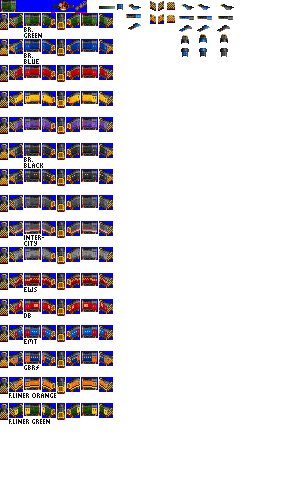 BR.
GREEN
BR.
BLUE
BR.
BLACK
INTER-
CITY
EWS
DB
EMT
GBRF
F.LINER ORANGE
F.LINER GREEN